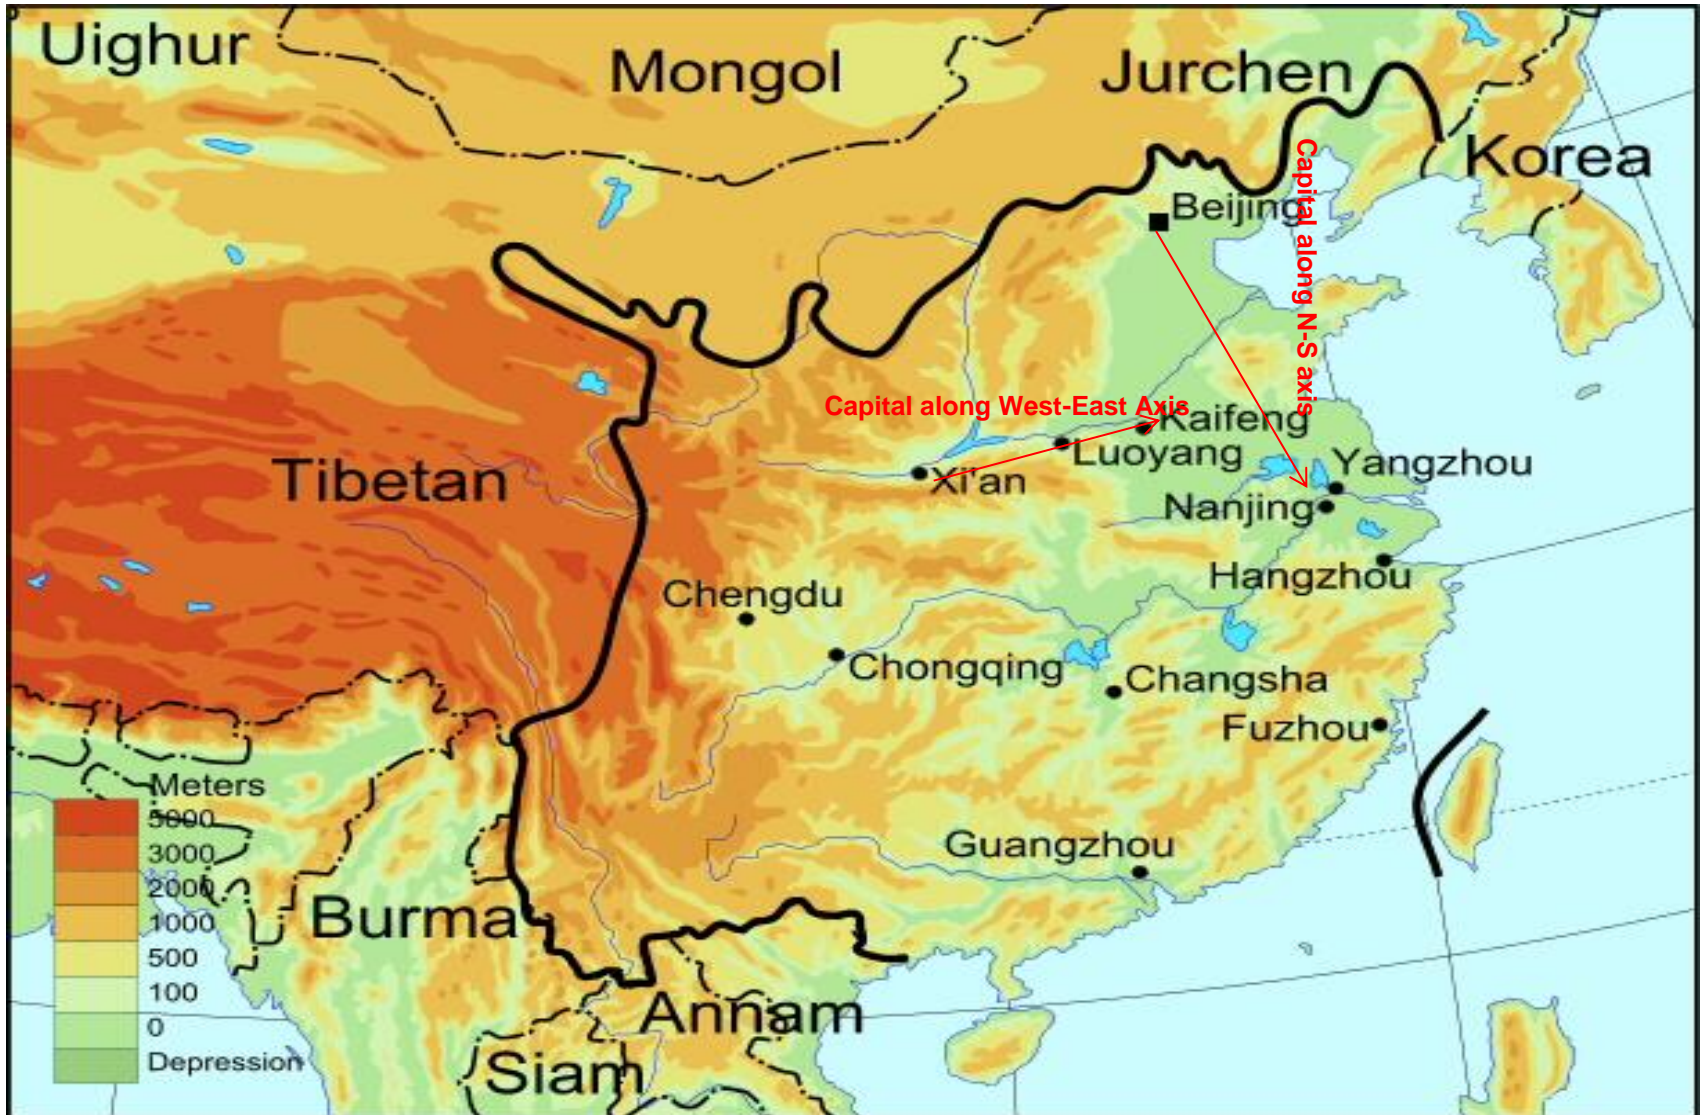 Uighur
Mongol
Jurchen
Korea
Capital along N-S axis
Beijing
Capital along West-East Axis
Kaifeng
Luoyang
Xi'an
Yangzhou
Nanjing
Tibetan
Hangzhou
Chengdu
Chongqing
Changsha
Fuzhou
Meters
5000
3000
2000
1000
500
100
0
Depression
Guangzhou
Burma
Annam
Siam